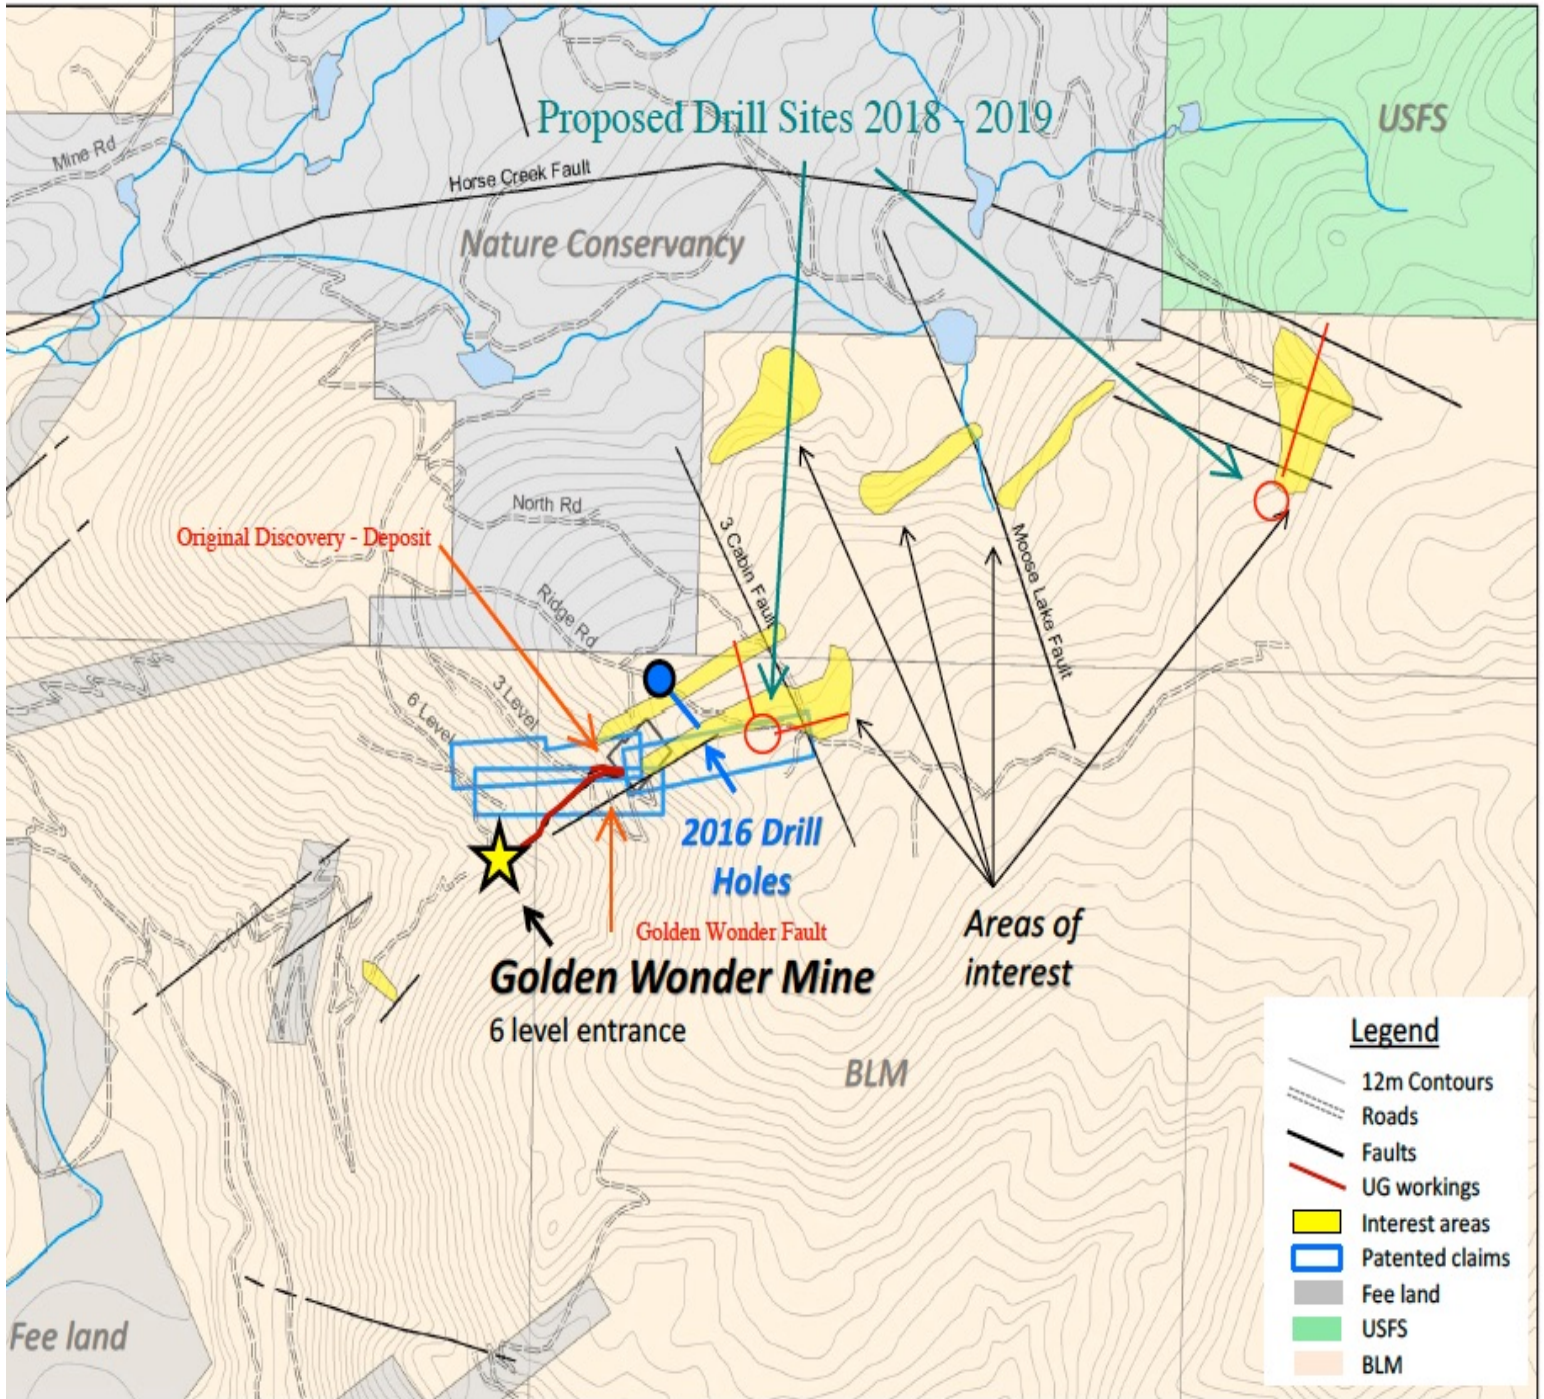 Proposed Drill Sites 2018 - 2019
USFS
Mine Rd
Horse Creek Fault
Nature Conservancy
North Rd
Original Discovery - Deposit
3 Cabin Fault
Moose Lake Fault
Ridge Rd
3 Level
6 Level
2016 Drill
Holes
Golden Wonder Fault
Areas of
interest
Golden Wonder Mine
6 level entrance
BLM
Fee land
Legend
12m Contours
Roads
Faults
UG workings
Interest areas
Patented claims
Fee land
USFS
BLM